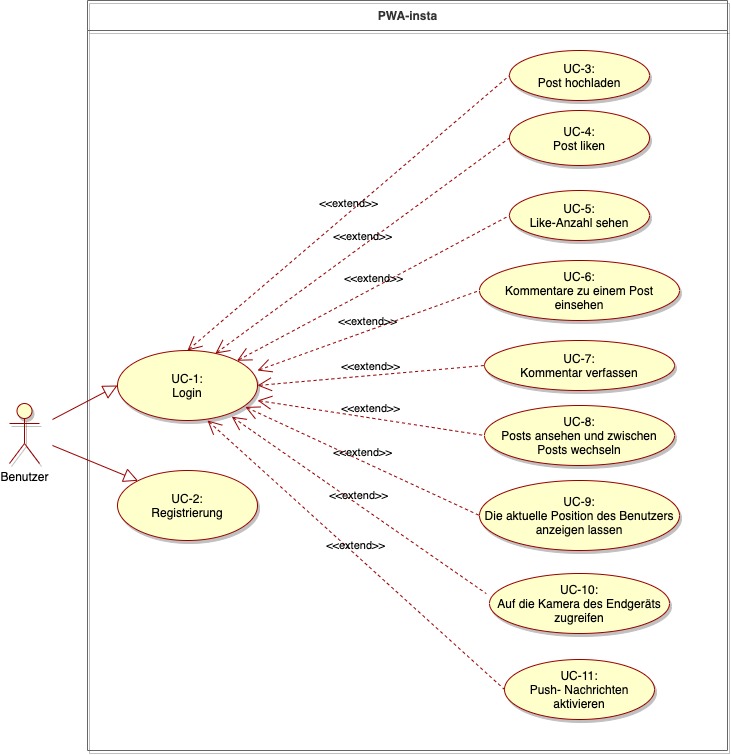 PWA-insta
UC-3:
Post hochladen
UC-4:
Post liken
<<extend>>
UC-5:
Like-Anzahl sehen
<<extend>>
UC-6:
Kommentare zu einem Post
einsehen
<<extend>>
<<extend>>
UC-7:
Kommentar verfassen
<<extend>>
UC-1:
Login
<<extend>>
UC-8:
Posts ansehen und zwischen
Posts wechseln
<<extend>>
Benutzer
UC-2:
Registrierung
<<extend>>
UC-9:
Die aktuelle Position des Benutzers
anzeigen lassen
<<extend>>
UC-10:
Auf die Kamera des Endgeräts
zugreifen
UC-11:
Push- Nachrichten
aktivieren